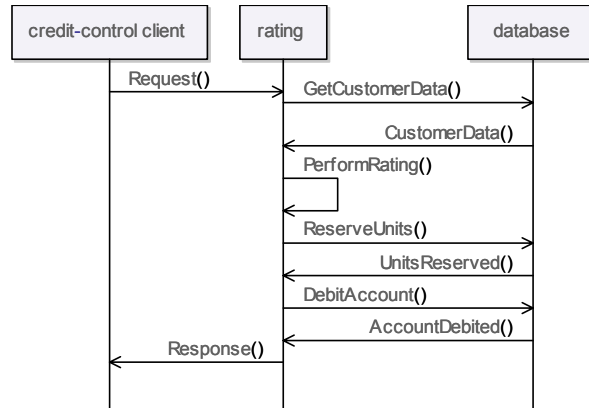 credit-control client
rating
database
Request()
GetCustomerData()
CustomerData()
PerformRating()
ReserveUnits()
UnitsReserved()
DebitAccount()
AccountDebited()
Response()